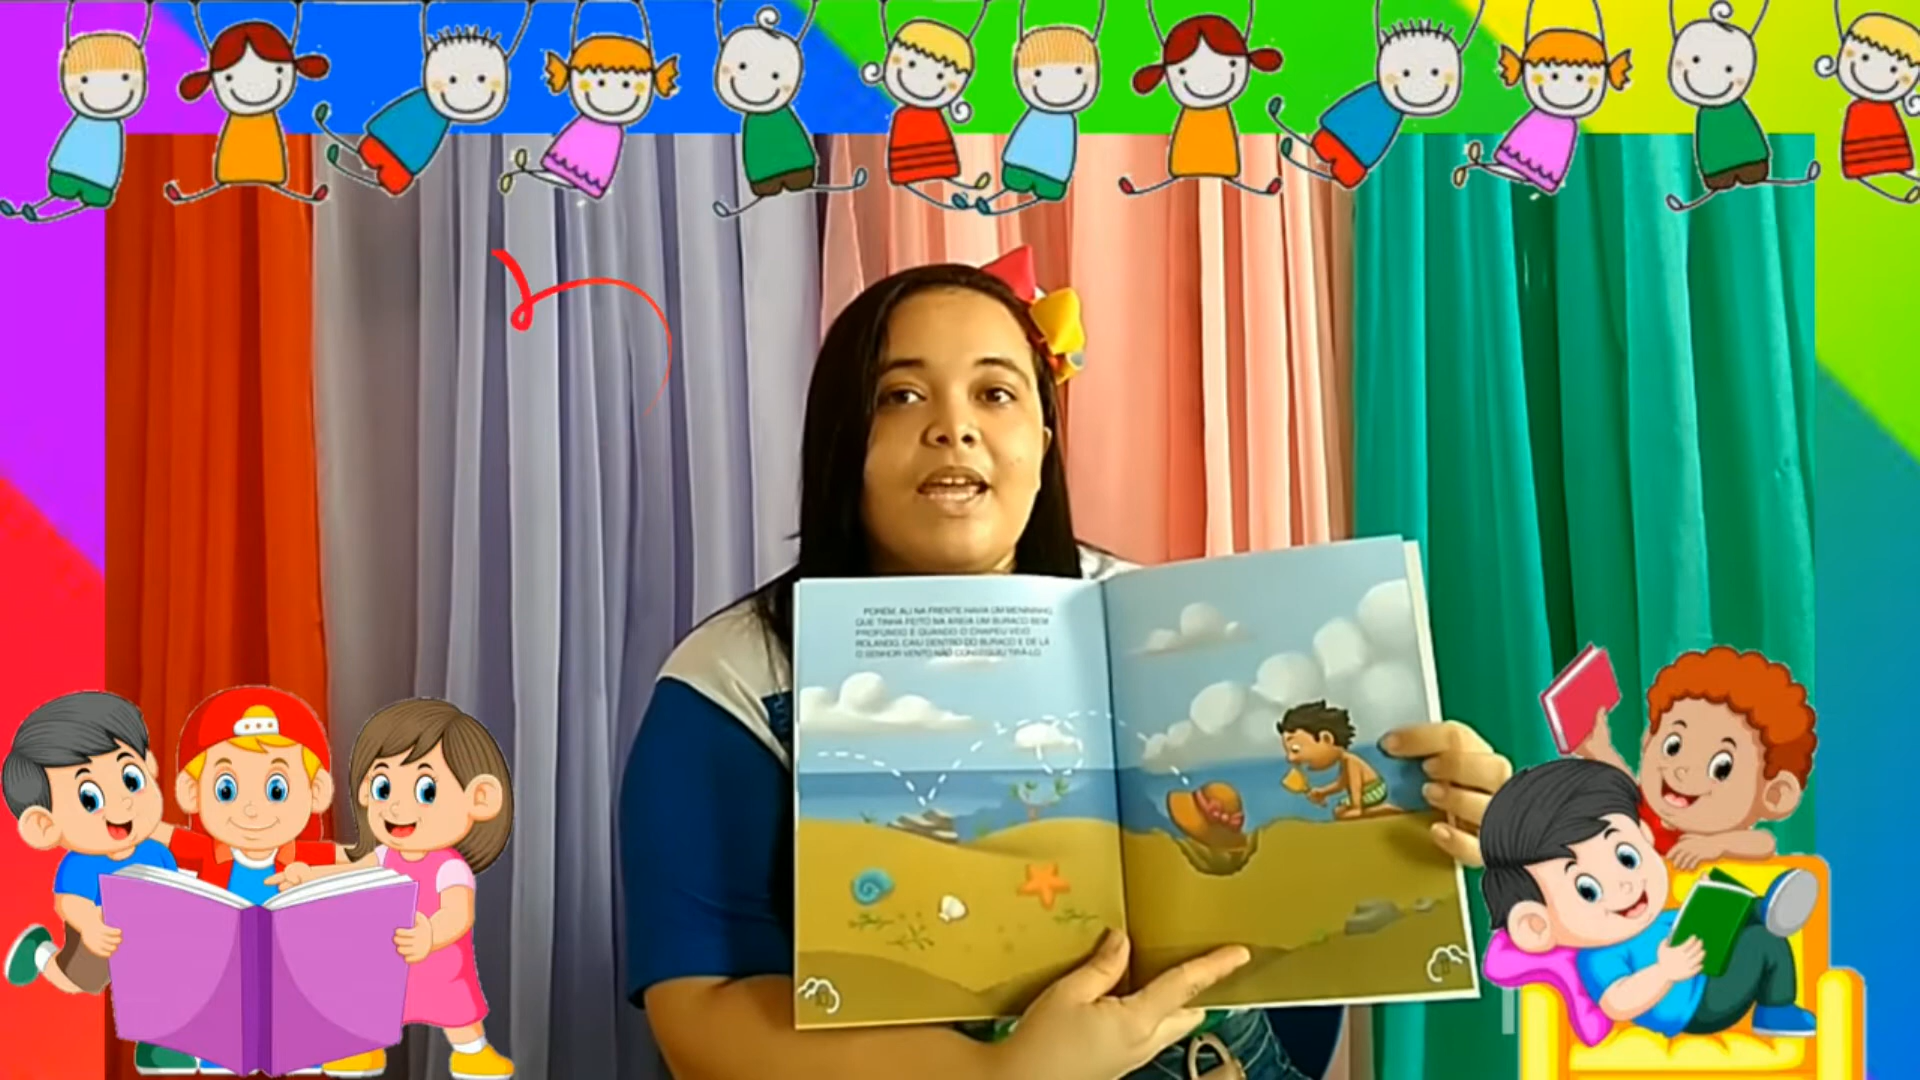 PORÉM, ALI NA FRENTE HAVIA UM MENININHO,
QUE TINHA FEITO NA AREIA UM BURACO BEM
PROFUNDO E QUANDO O CHAPÉU VEIO
ROLANDO, CAIU DENTRO DO BURACO E DE LÁ
O SENHOR VENTO NÃO CONSEGUIU TIRÁ-LO.